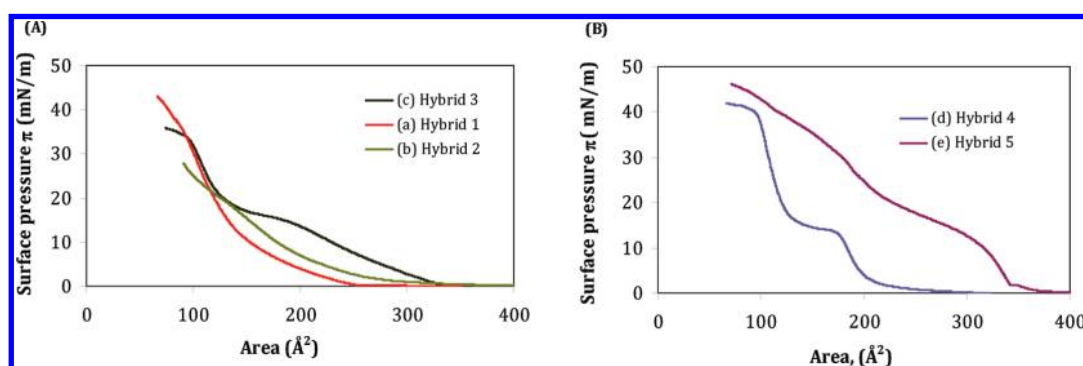 (A)
50
40
30
20
10
0
0 100 200 300 400
Surface pressure π (mN/m)
Area (Å²)
(c) Hybrid 3
(a) Hybrid 1
(b) Hybrid 2
(B)
50
40
30
20
10
0
0 100 200 300 400
Surface pressure π( mN/m)
Area, (Å²)
(d) Hybrid 4
(e) Hybrid 5